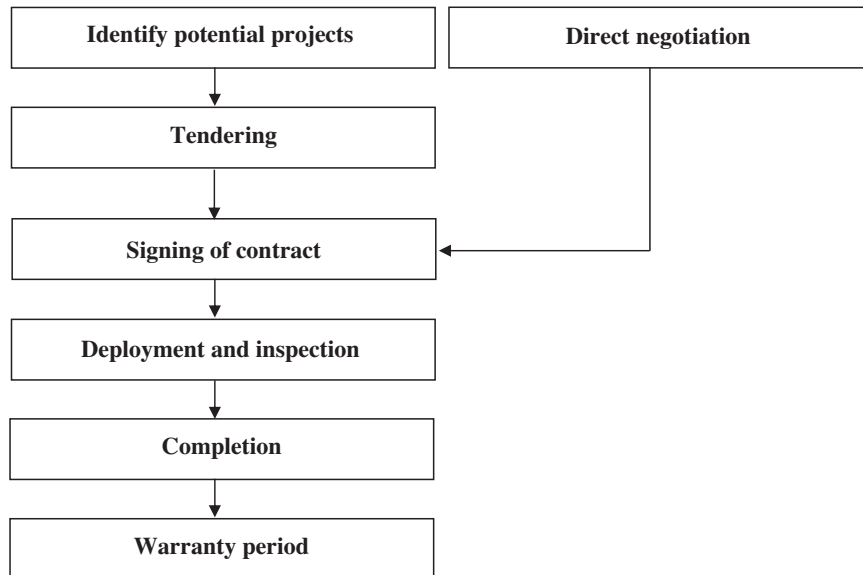 Identify potential projects
Direct negotiation
Tendering
Signing of contract
Deployment and inspection
Completion
Warranty period